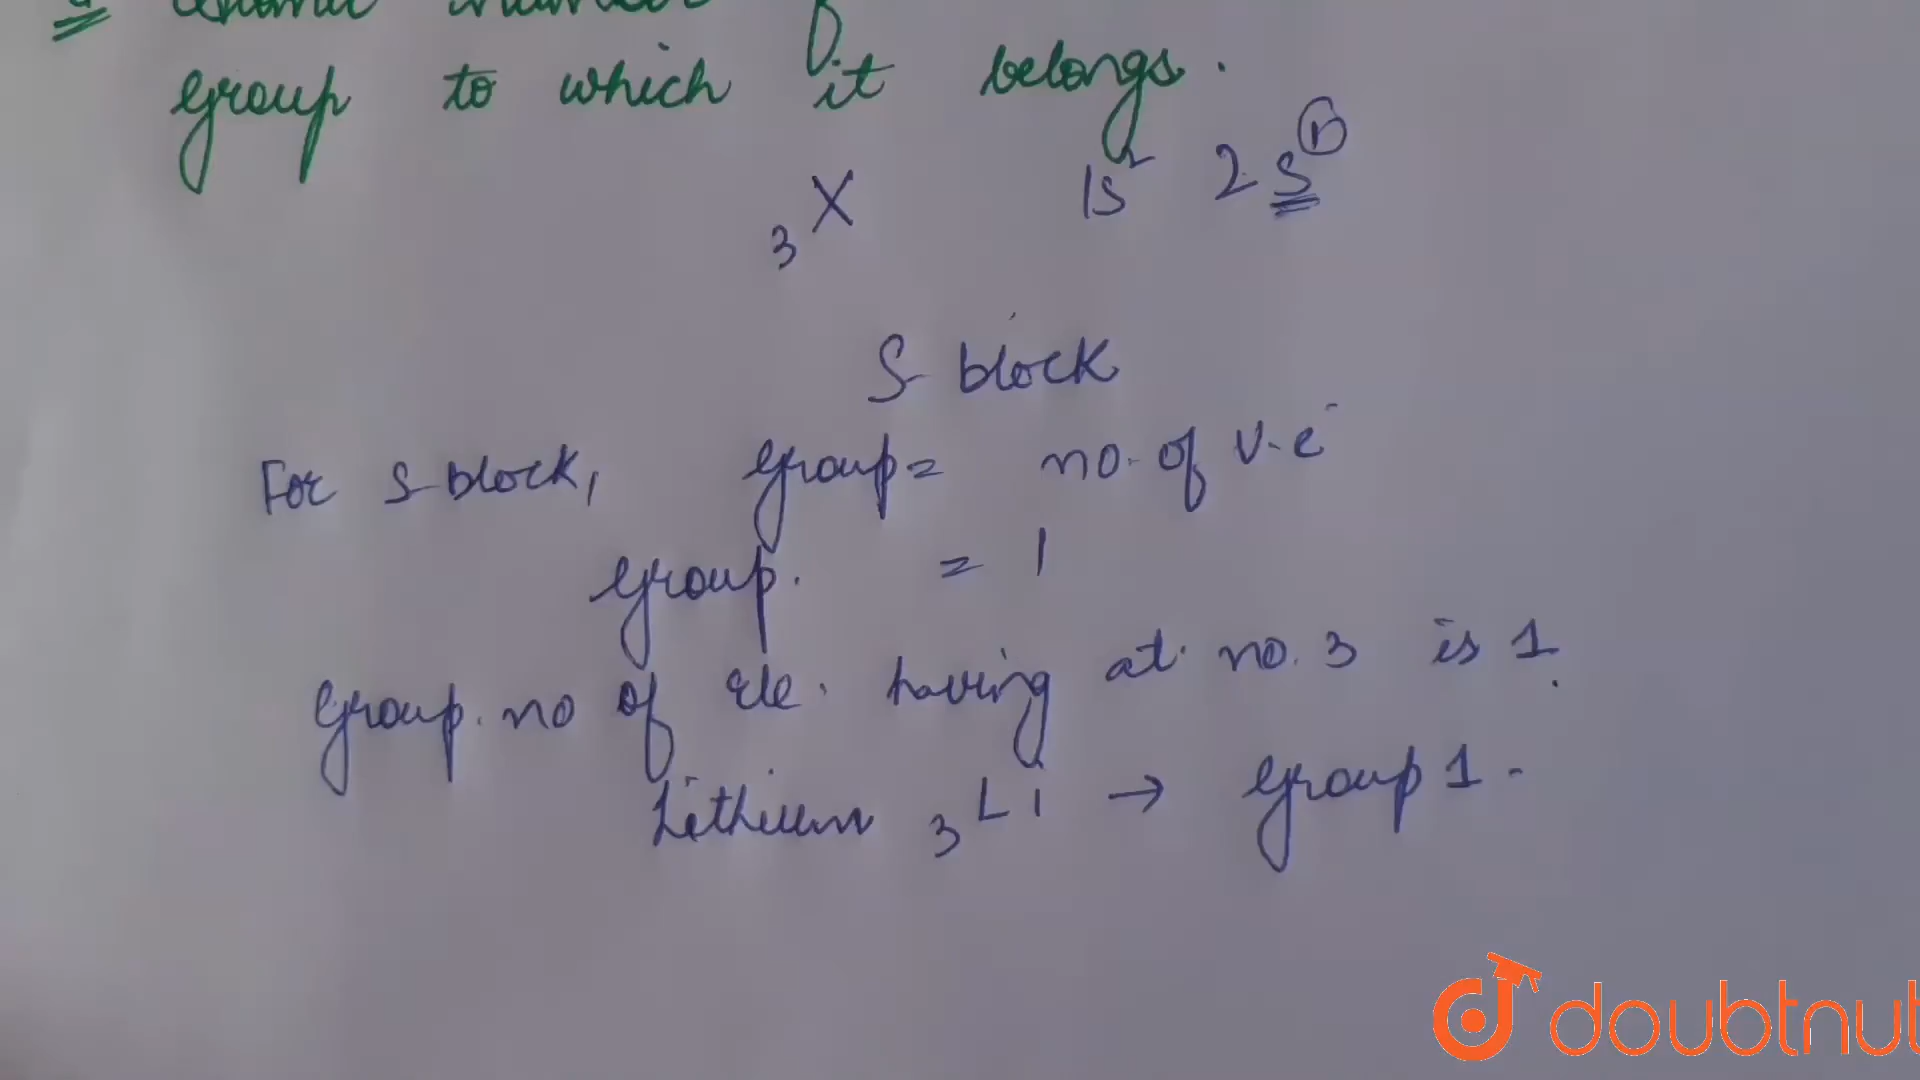 group to which it belongs.
₃X 1s² 2s¹
S-block
For S-block, group = no. of v.e⁻
group. = 1
group. no of ele. having at. no. 3 is 1.
Lithium ₃Li → group 1.
doubtnut